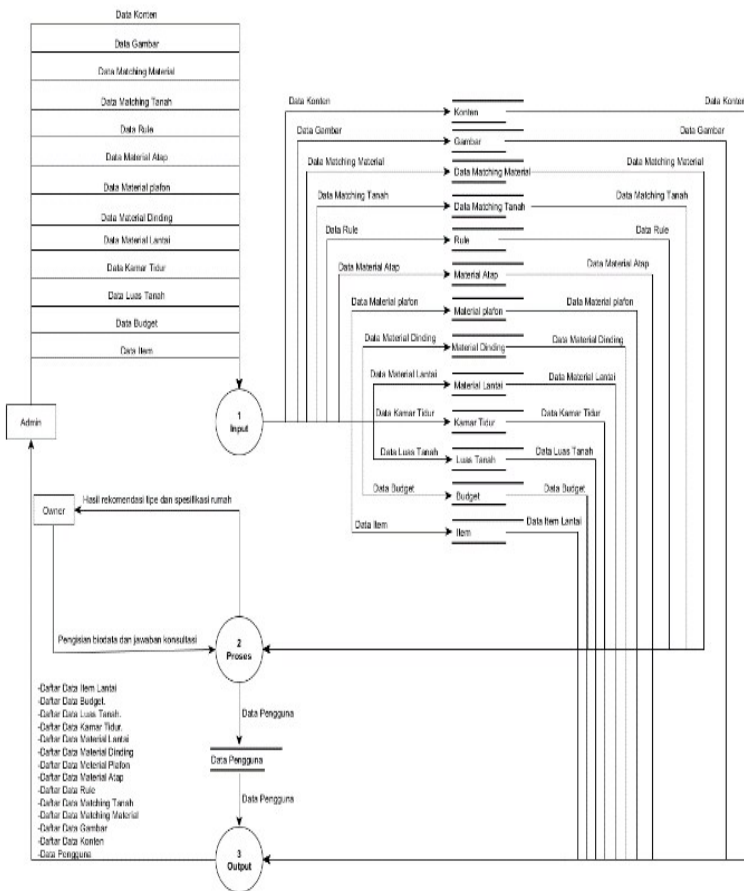 Data Konten
Data Gambar
Data Matching Material
Data Matching Tanah
Data Rule
Data Material Atap
Data Material plafon
Data Material Dinding
Data Material Lantai
Data Kamar Tidur
Data Luas Tanah
Data Budget
Data Item
Admin
1
Input
Data Konten
Data Gambar
Data Matching Material
Data Matching Tanah
Data Rule
Data Material Atap
Data Material plafon
Data Material Dinding
Data Material Lantai
Data Kamar Tidur
Data Luas Tanah
Data Budget
Data Item
Konten
Gambar
Data Matching Material
Data Matching Tanah
Rule
Material Atap
Material plafon
Material Dinding
Material Lantai
Kamar Tidur
Luas Tanah
Budget
Item
Data Konten
Data Gambar
Data Matching Material
Data Matching Tanah
Data Rule
Data Material Atap
Data Material plafon
Data Material Dinding
Data Material Lantai
Data Kamar Tidur
Data Luas Tanah
Data Budget
Data Item Lantai
Owner
Hasil rekomendasi tipe dan spesifikasi rumah
Pengisian biodata dan jawaban konsultasi
2
Proses
Data Pengguna
Data Pengguna
Data Pengguna
3
Output
-Daftar Data Item Lantai
-Daftar Data Budget.
-Daftar Data Luas Tanah.
-Daftar Data Kamar Tidur.
-Daftar Data Material Lantai
-Daftar Data Material Dinding
-Daftar Data Meterial Plafon
-Daftar Data Material Atap
-Daftar Data Rule
-Daftar Data Matching Tanah
-Daftar Data Matching Material
-Daftar Data Gambar
-Daftar Data Konten
-Data Pengguna